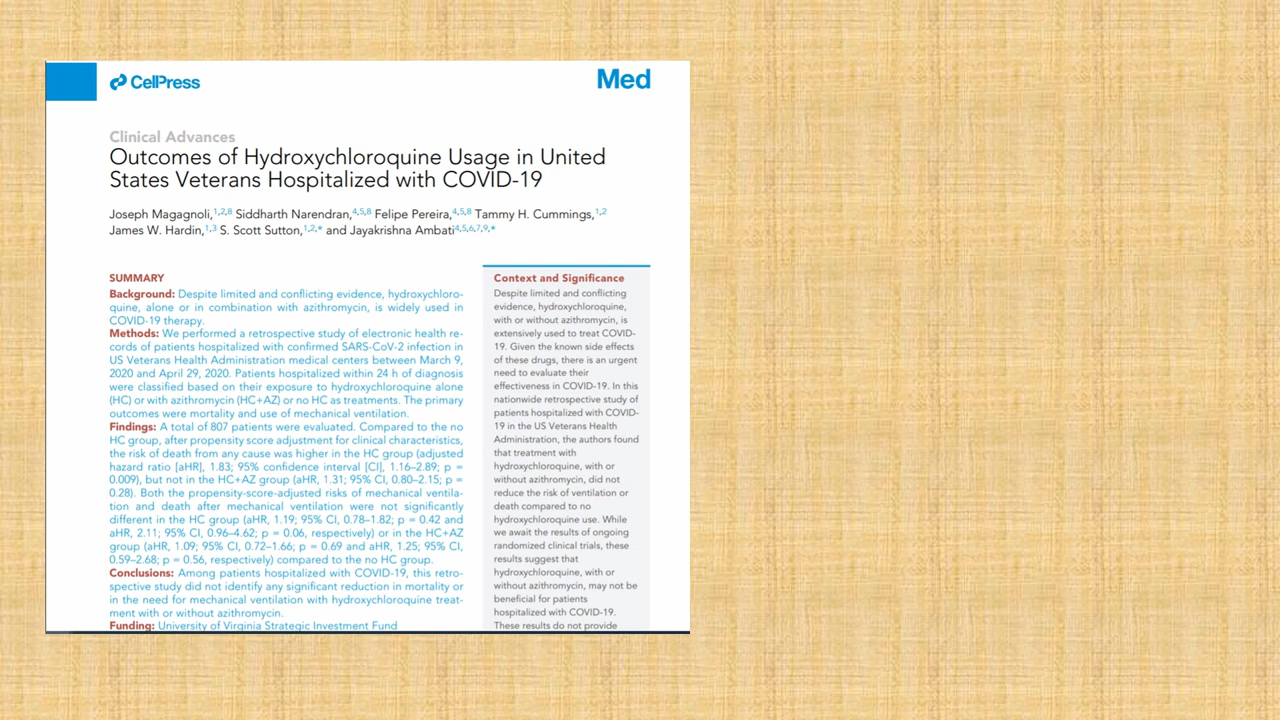 CellPress
Med
Clinical Advances
Outcomes of Hydroxychloroquine Usage in United
States Veterans Hospitalized with COVID-19
Joseph Magagnoli,1,2,8 Siddharth Narendran,4,5,8 Felipe Pereira,4,5,8 Tammy H. Cummings,1,2
James W. Hardin,1,3 S. Scott Sutton,1,2,* and Jayakrishna Ambati4,5,6,7,9,*
SUMMARY
Background: Despite limited and conflicting evidence, hydroxychloro-
quine, alone or in combination with azithromycin, is widely used in
COVID-19 therapy.
Methods: We performed a retrospective study of electronic health re-
cords of patients hospitalized with confirmed SARS-CoV-2 infection in
US Veterans Health Administration medical centers between March 9,
2020 and April 29, 2020. Patients hospitalized within 24 h of diagnosis
were classified based on their exposure to hydroxychloroquine alone
(HC) or with azithromycin (HC+AZ) or no HC as treatments. The primary
outcomes were mortality and use of mechanical ventilation.
Findings: A total of 807 patients were evaluated. Compared to the no
HC group, after propensity score adjustment for clinical characteristics,
the risk of death from any cause was higher in the HC group (adjusted
hazard ratio [aHR], 1.83; 95% confidence interval [CI], 1.16–2.89; p =
0.009), but not in the HC+AZ group (aHR, 1.31; 95% CI, 0.80–2.15; p =
0.28). Both the propensity-score-adjusted risks of mechanical ventila-
tion and death after mechanical ventilation were not significantly
different in the HC group (aHR, 1.19; 95% CI, 0.78–1.82; p = 0.42 and
aHR, 2.11; 95% CI, 0.96–4.62; p = 0.06, respectively) or in the HC+AZ
group (aHR, 1.09; 95% CI, 0.72–1.66; p = 0.69 and aHR, 1.25; 95% CI,
0.59–2.68; p = 0.56, respectively) compared to the no HC group.
Conclusions: Among patients hospitalized with COVID-19, this retro-
spective study did not identify any significant reduction in mortality or
in the need for mechanical ventilation with hydroxychloroquine treat-
ment with or without azithromycin.
Funding: University of Virginia Strategic Investment Fund
Context and Significance
Despite limited and conflicting
evidence, hydroxychloroquine,
with or without azithromycin, is
extensively used to treat COVID-
19. Given the known side effects
of these drugs, there is an urgent
need to evaluate their
effectiveness in COVID-19. In this
nationwide retrospective study of
patients hospitalized with COVID-
19 in the US Veterans Health
Administration, the authors found
that treatment with
hydroxychloroquine, with or
without azithromycin, did not
reduce the risk of ventilation or
death compared to no
hydroxychloroquine use. While
we await the results of ongoing
randomized clinical trials, these
results suggest that
hydroxychloroquine, with or
without azithromycin, may not be
beneficial for patients
hospitalized with COVID-19.
These results do not provide